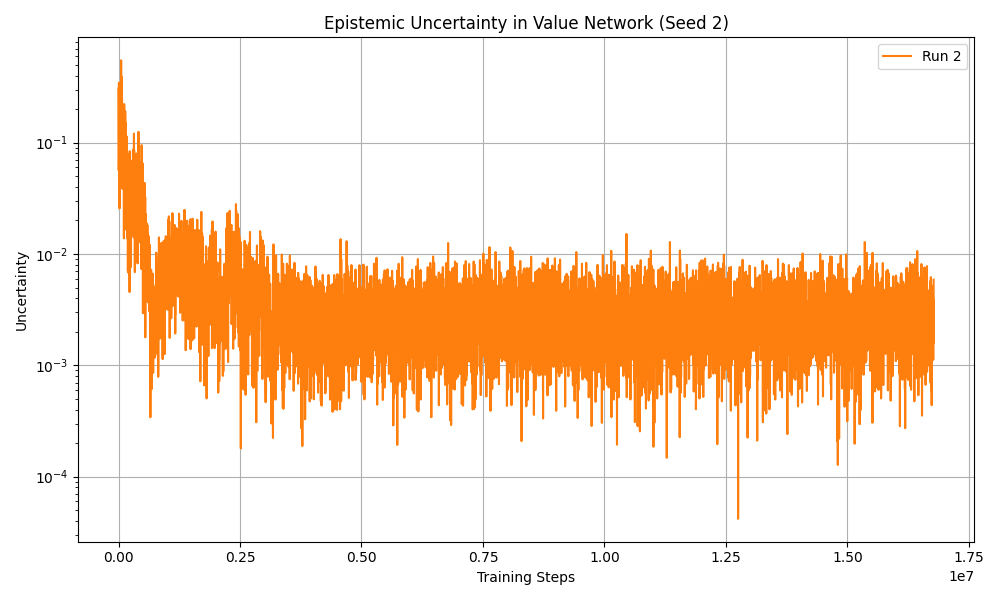 Epistemic Uncertainty in Value Network (Seed 2)
Run 2
Uncertainty
10⁻¹
10⁻²
10⁻³
10⁻⁴
0.00 0.25 0.50 0.75 1.00 1.25 1.50 1.75
1e7
Training Steps